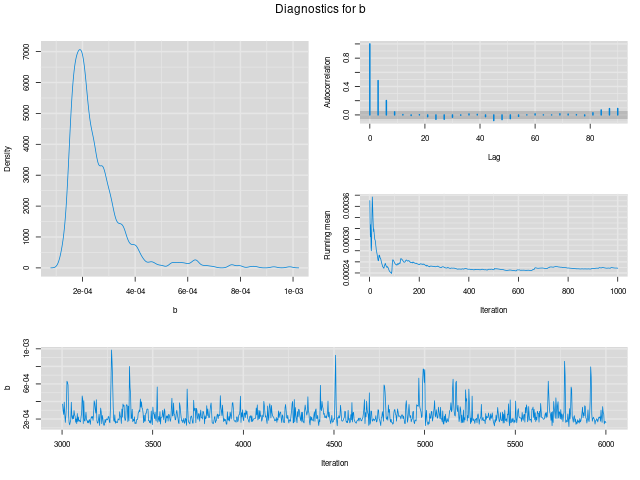 Diagnostics for b
Density
0
1000
2000
3000
4000
5000
6000
7000
2e-04
4e-04
6e-04
8e-04
1e-03
b
Autocorrelation
0.0
0.4
0.8
0
20
40
60
80
Lag
Running mean
0.00024
0.00030
0.00036
0
200
400
600
800
1000
Iteration
b
2e-04
6e-04
1e-03
3000
3500
4000
4500
5000
5500
6000
Iteration